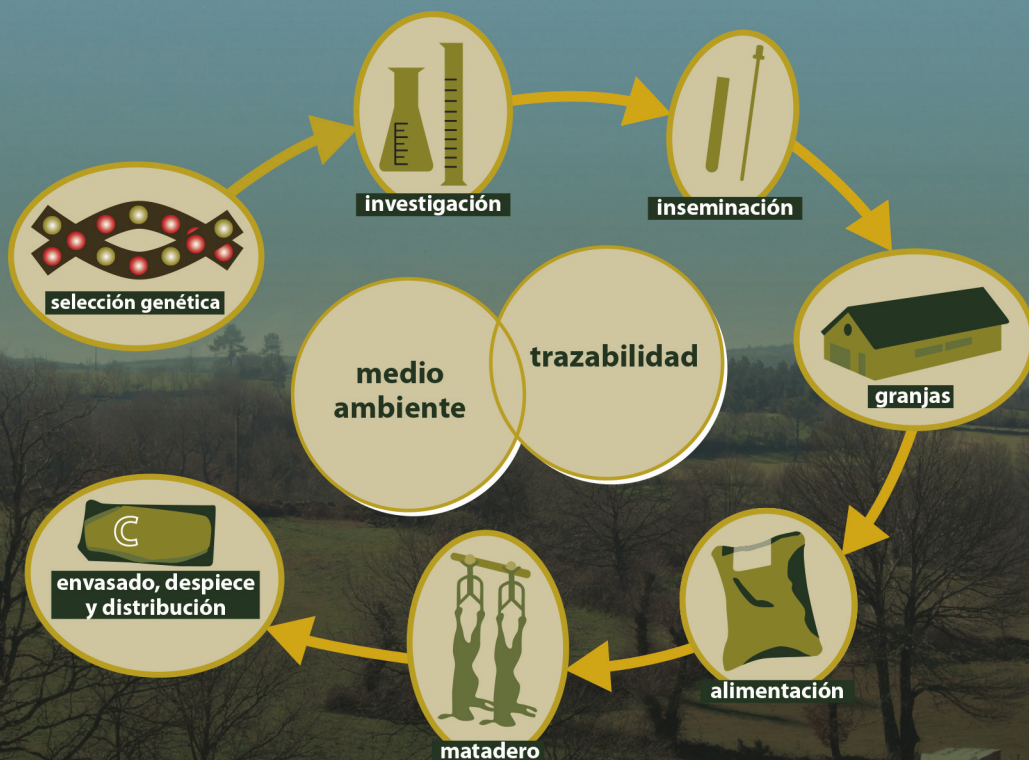 investigación
inseminación
selección genética
granjas
medio
ambiente
trazabilidad
alimentación
matadero
envasado, despiece
y distribución
C